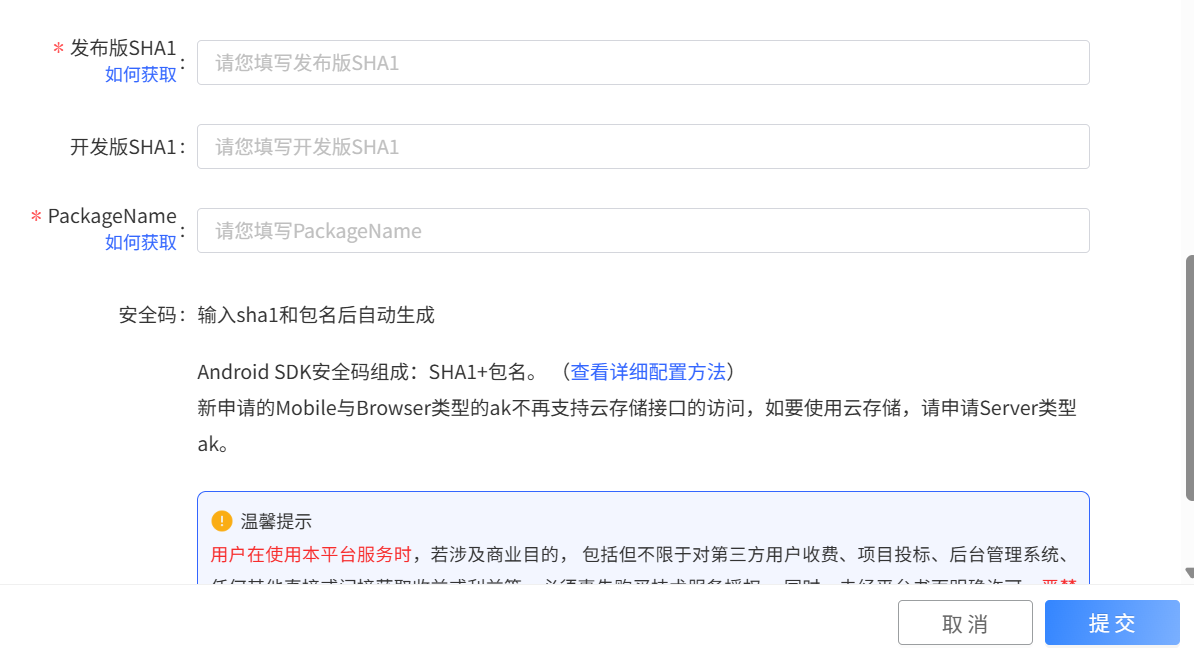 * 发布版SHA1
如何获取
:
请您填写发布版SHA1
开发版SHA1:
请您填写开发版SHA1
* PackageName
如何获取
:
请您填写PackageName
安全码: 输入sha1和包名后自动生成
Android SDK安全码组成：SHA1+包名。（查看详细配置方法）
新申请的Mobile与Browser类型的ak不再支持云存储接口的访问，如要使用云存储，请申请Server类型
ak。
温馨提示
用户在使用本平台服务时，若涉及商业目的， 包括但不限于对第三方用户收费、项目投标、后台管理系统、
取 消
提 交